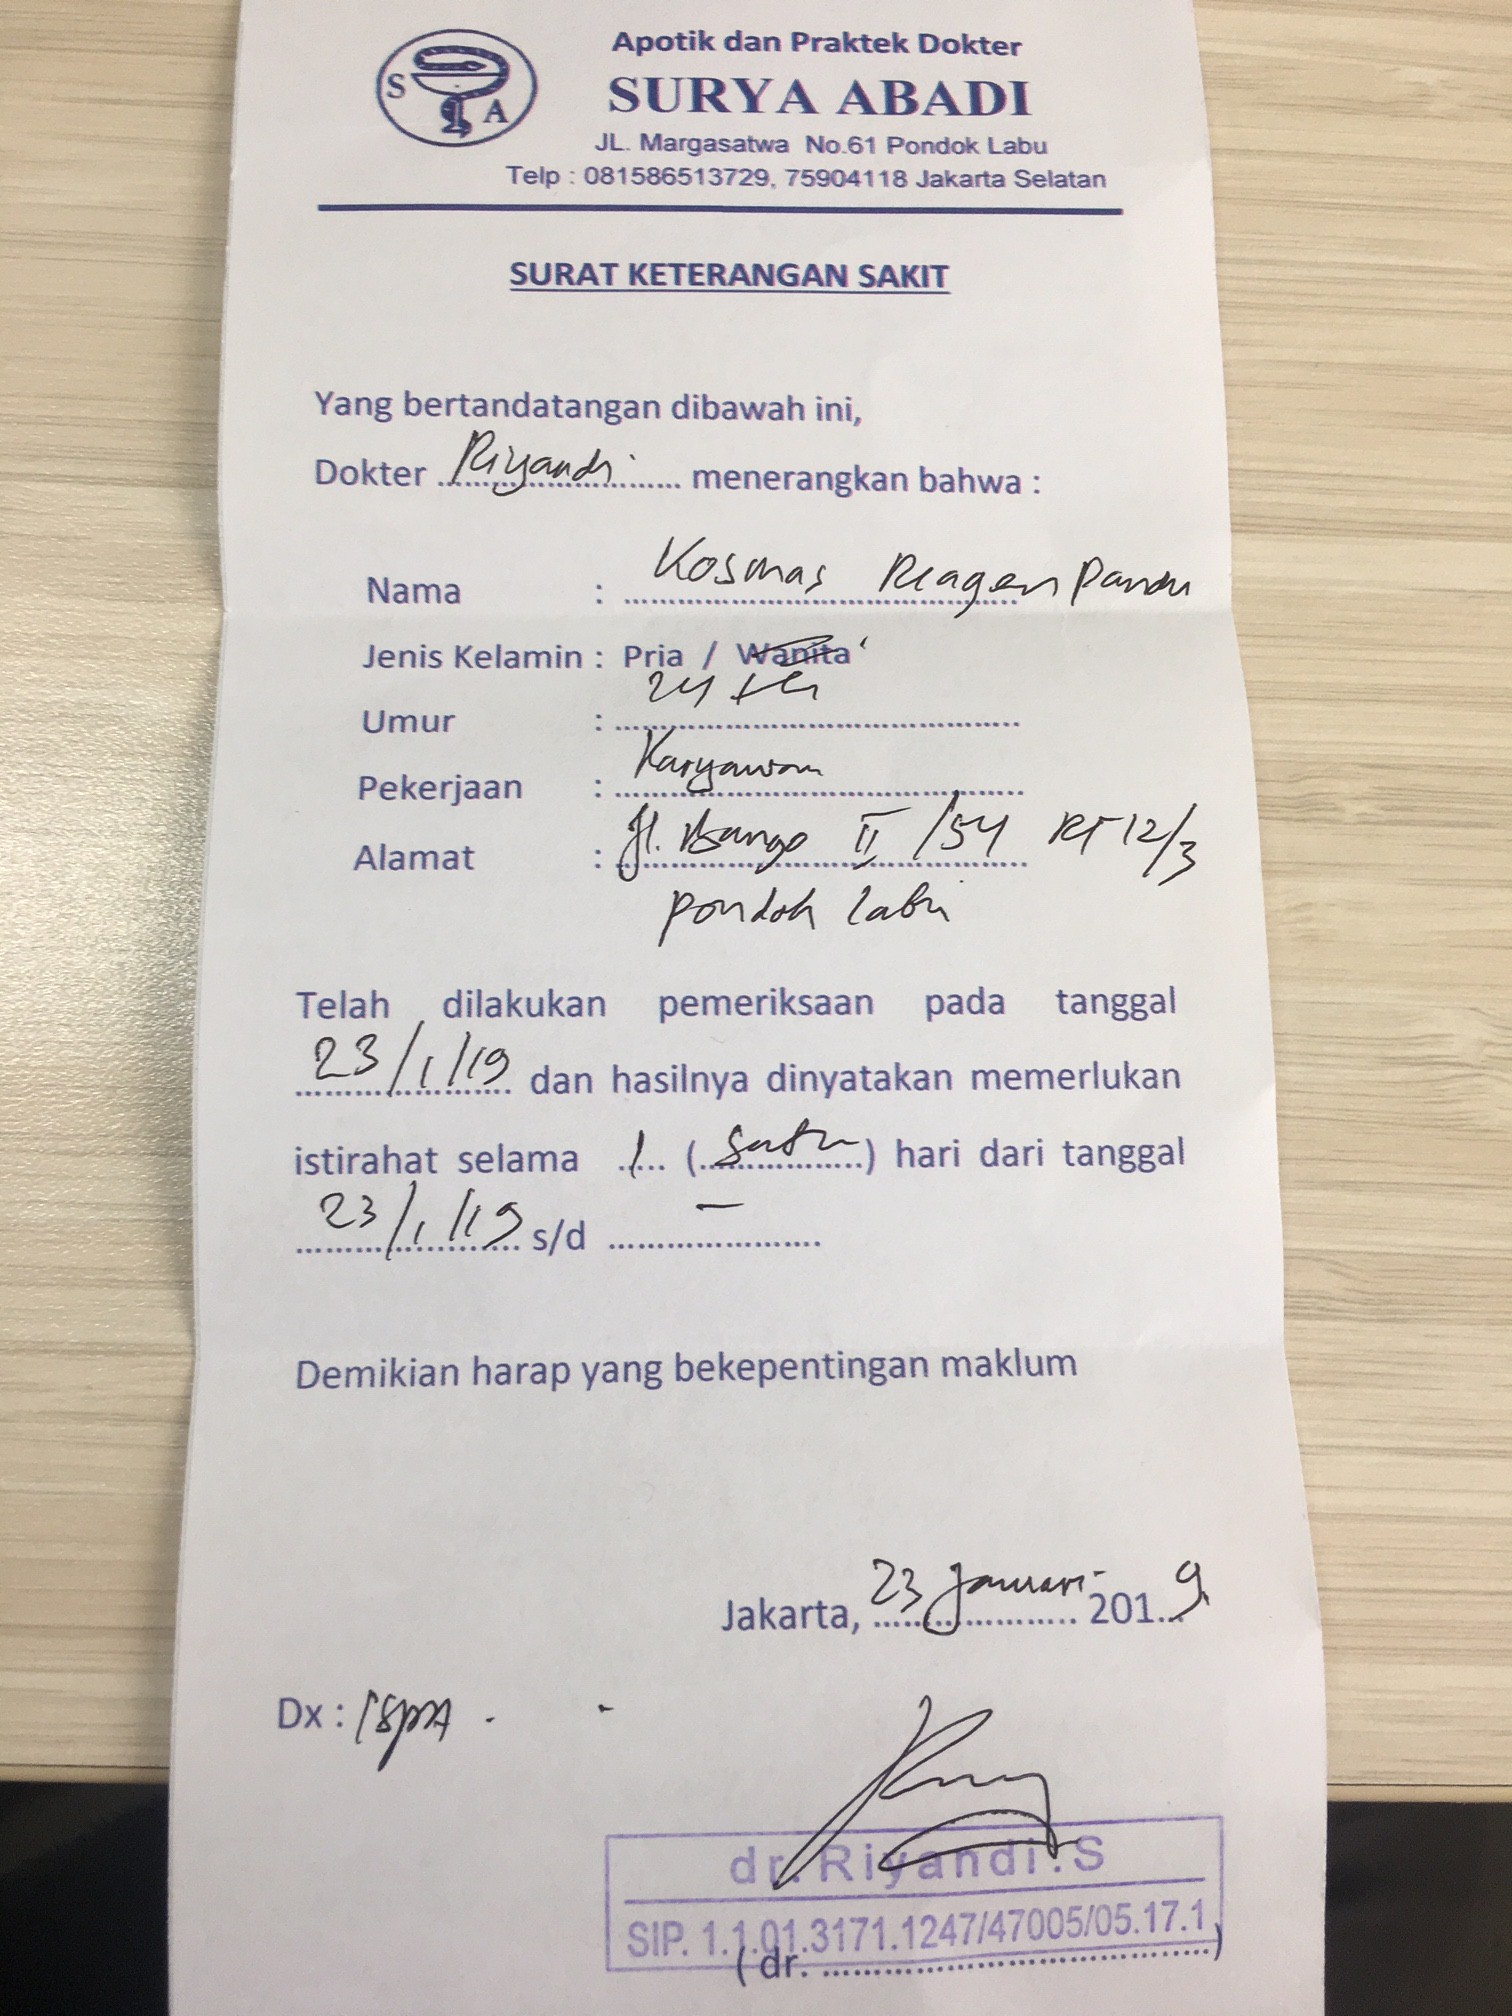 S A
Apotik dan Praktek Dokter
SURYA ABADI
JL. Margasatwa No.61 Pondok Labu
Telp : 081586513729, 75904118 Jakarta Selatan
SURAT KETERANGAN SAKIT
Yang bertandatangan dibawah ini,
Dokter Riyandi menerangkan bahwa :
Nama : Kosmas Reagen Pandu
Jenis Kelamin : Pria / Wanita
Umur : 24 th
Pekerjaan : Karyawan
Alamat : Jl. Bango II /54 RT 12/3
Pondok Labu
Telah dilakukan pemeriksaan pada tanggal
23/1/19 dan hasilnya dinyatakan memerlukan
istirahat selama 1 (Satu) hari dari tanggal
23/1/19 s/d -
Demikian harap yang bekepentingan maklum
Jakarta, 23 Januari 2019.
Dx : ISPA
dr. Riyandi.S
SIP. 1.1.01.3171.1247/47005/05.17.1
( dr. .................. )